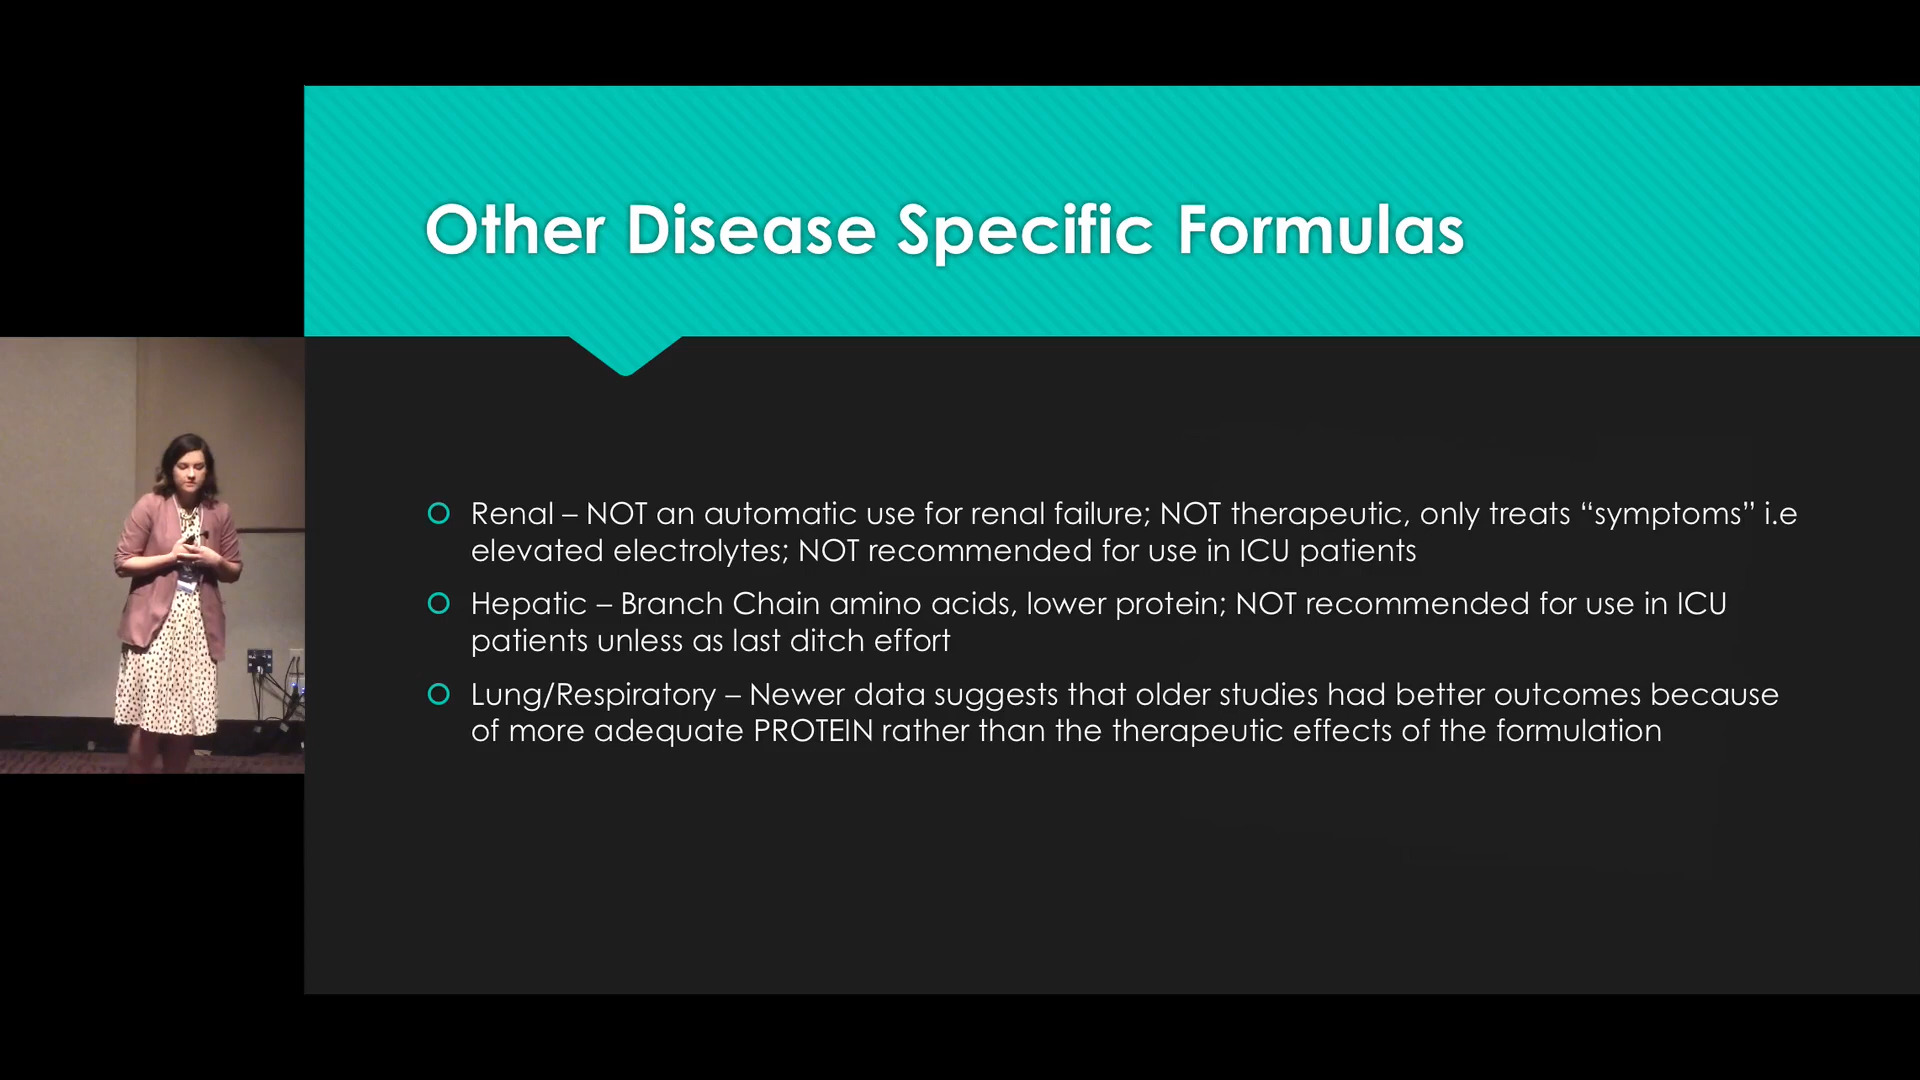 Other Disease Specific Formulas
Renal – NOT an automatic use for renal failure; NOT therapeutic, only treats “symptoms” i.e
elevated electrolytes; NOT recommended for use in ICU patients
Hepatic – Branch Chain amino acids, lower protein; NOT recommended for use in ICU
patients unless as last ditch effort
Lung/Respiratory – Newer data suggests that older studies had better outcomes because
of more adequate PROTEIN rather than the therapeutic effects of the formulation